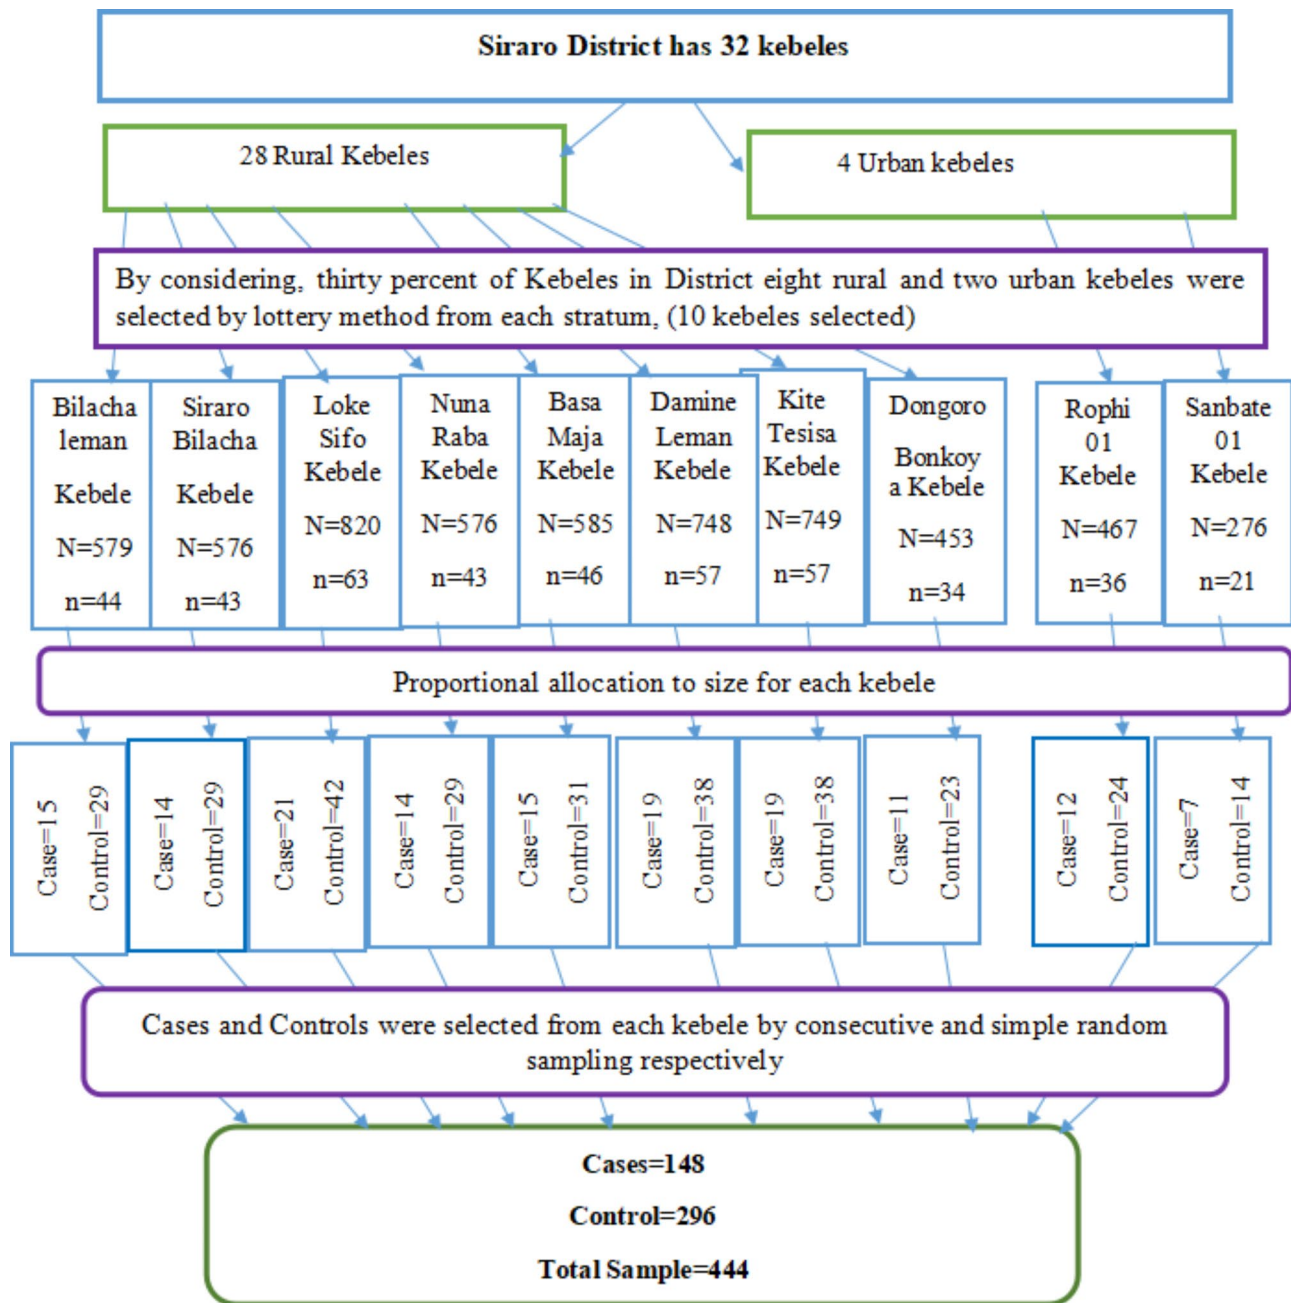 Siraro District has 32 kebeles
28 Rural Kebeles
4 Urban kebeles
By considering, thirty percent of Kebeles in District eight rural and two urban kebeles were
selected by lottery method from each stratum, (10 kebeles selected)
Bilacha
leman
Kebele
N=579
n=44
Siraro
Bilacha
Kebele
N=576
n=43
Loke
Sifo
Kebele
N=820
n=63
Nuna
Raba
Kebele
N=576
n=43
Basa
Maja
Kebele
N=585
n=46
Damine
Leman
Kebele
N=748
n=57
Kite
Tesisa
Kebele
N=749
n=57
Dongoro
Bonkoy
a Kebele
N=453
n=34
Rophi
01
Kebele
N=467
n=36
Sanbate
01
Kebele
N=276
n=21
Proportional allocation to size for each kebele
Case=15
Control=29
Case=14
Control=29
Case=21
Control=42
Case=14
Control=29
Case=15
Control=31
Case=19
Control=38
Case=19
Control=38
Case=11
Control=23
Case=12
Control=24
Case=7
Control=14
Cases and Controls were selected from each kebele by consecutive and simple random
sampling respectively
Cases=148
Control=296
Total Sample=444